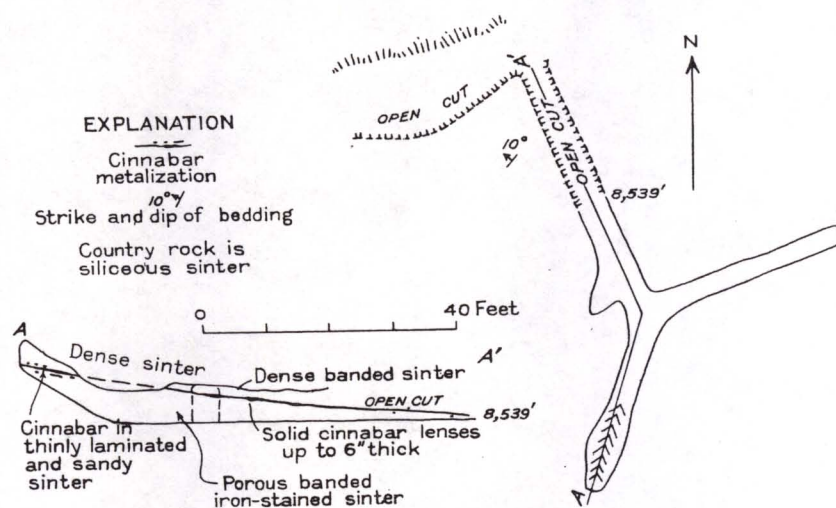 EXPLANATION
Cinnabar
metalization
10°
Strike and dip of bedding
Country rock is
siliceous sinter
OPEN CUT
A'
OPEN CUT
10°
8,539'
N
A
0 40 Feet
A
Dense sinter
Dense banded sinter
A'
OPEN CUT
8,539'
Cinnabar in
thinly laminated
and sandy
sinter
Solid cinnabar lenses
up to 6" thick
Porous banded
iron-stained sinter